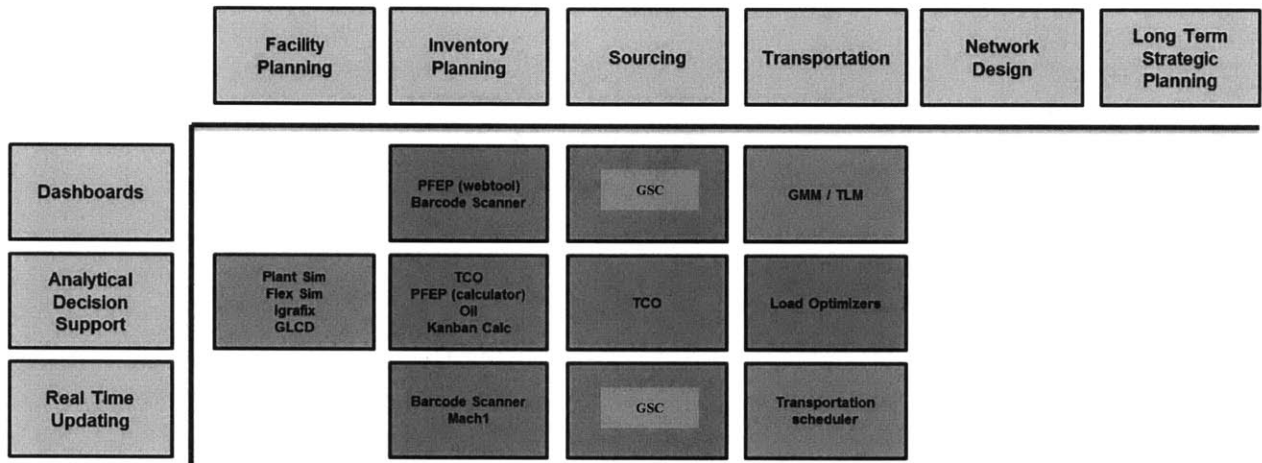 Facility
Planning
Inventory
Planning
Sourcing
Transportation
Network
Design
Long Term
Strategic
Planning
Dashboards
PFEP (webtool)
Barcode Scanner
GSC
GMM / TLM
Analytical
Decision
Support
Plant Sim
Flex Sim
Igrafix
GLCD
TCO
PFEP (calculator)
Oil
Kanban Calc
TCO
Load Optimizers
Real Time
Updating
Barcode Scanner
Mach1
GSC
Transportation
scheduler